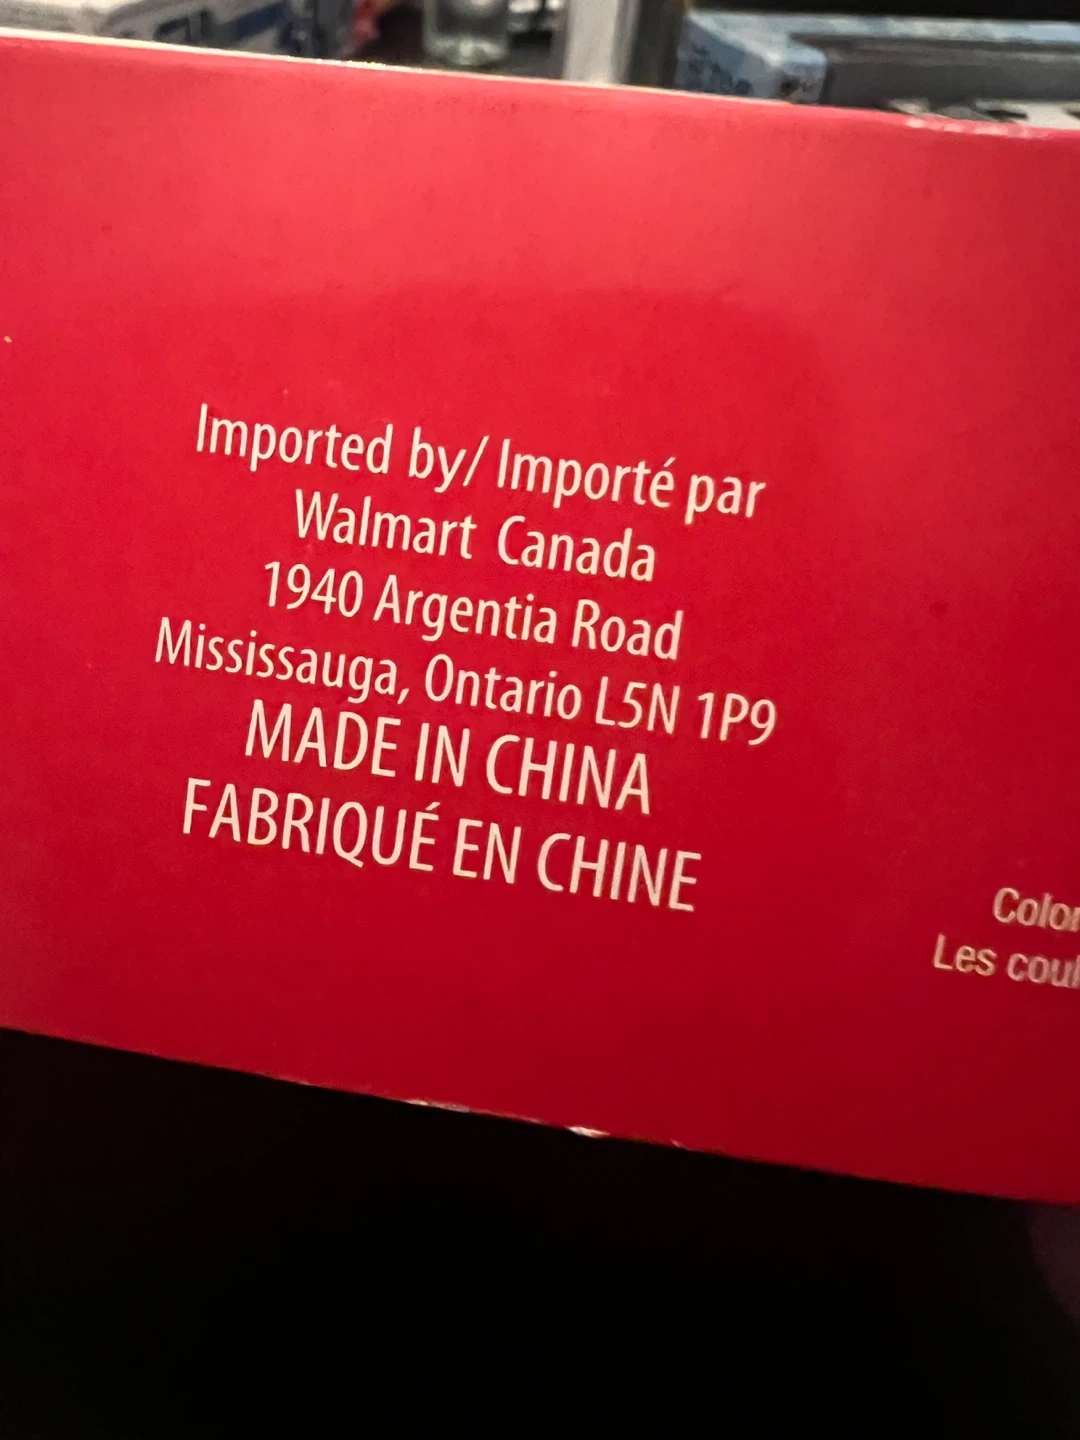 Imported by/ Importé par
Walmart Canada
1940 Argentia Road
Mississauga, Ontario L5N 1P9
MADE IN CHINA
FABRIQUÉ EN CHINE
Les